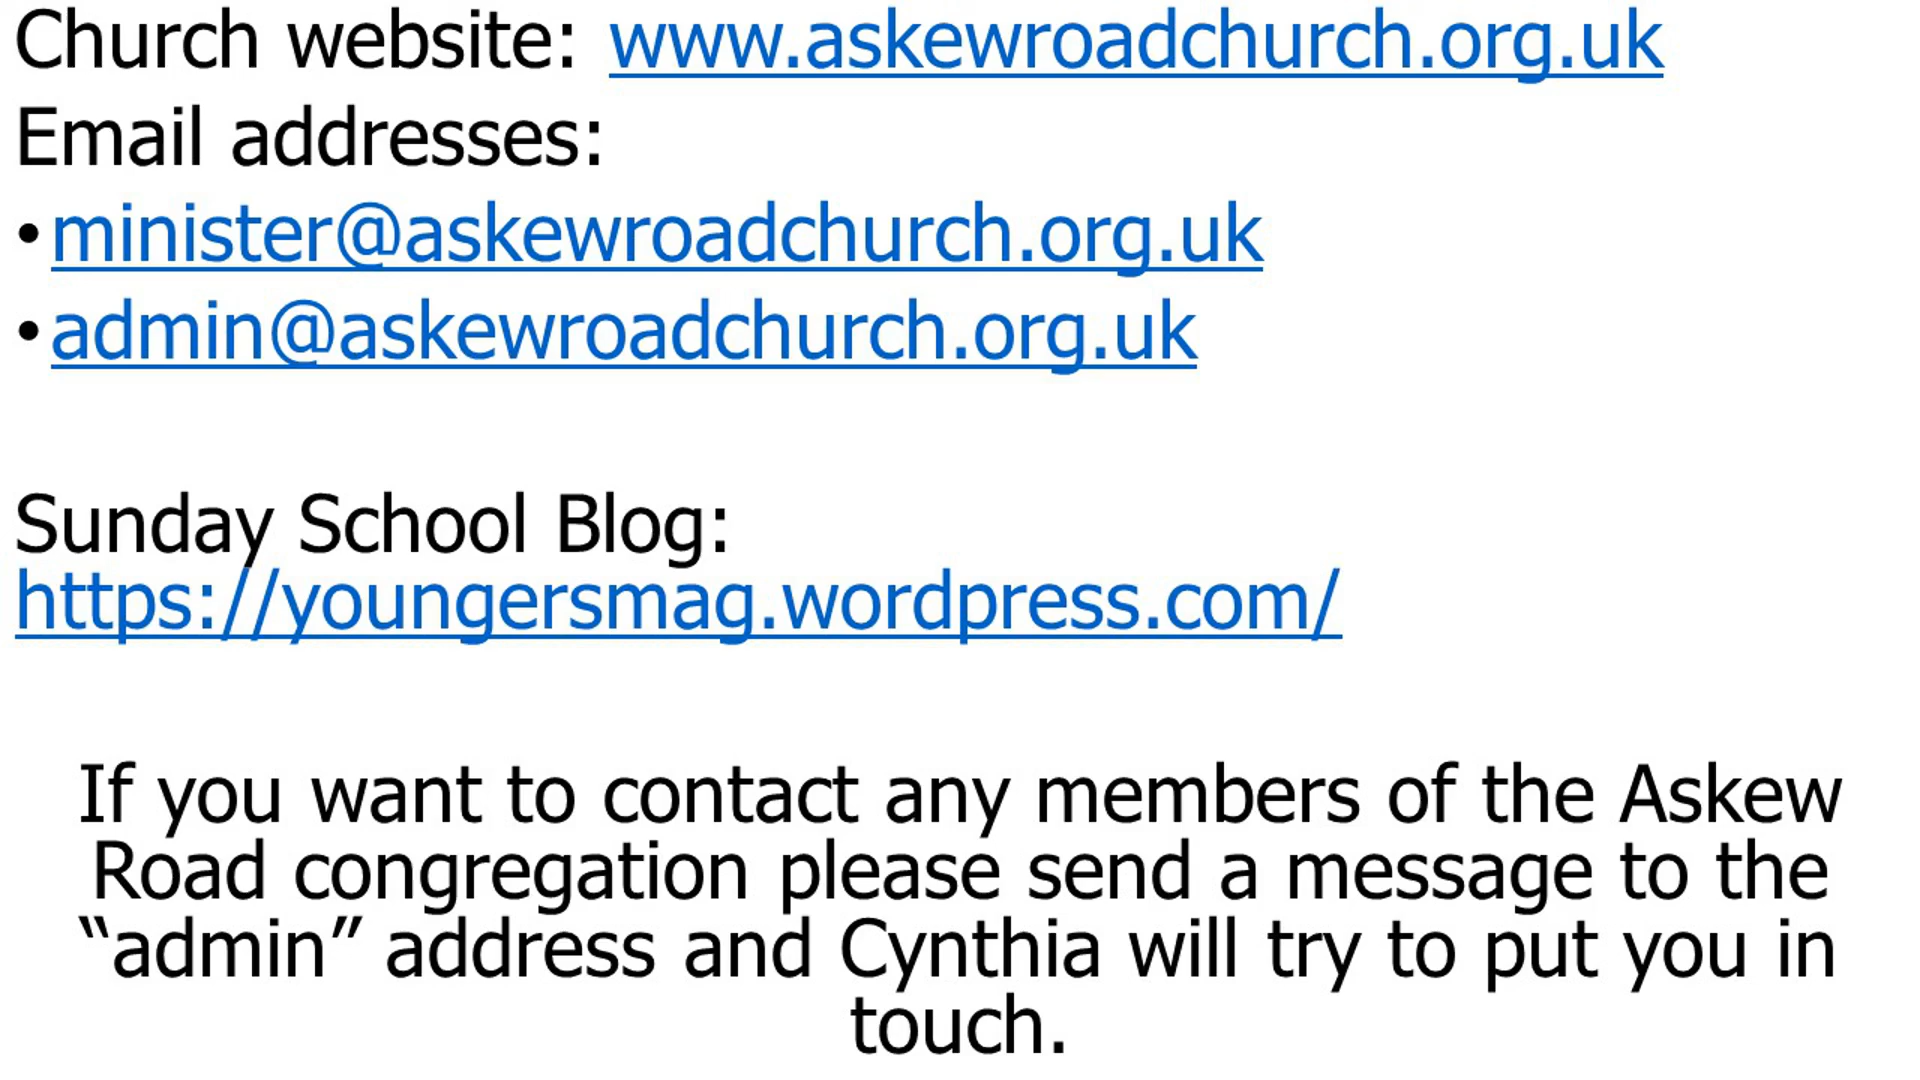 Church website: www.askewroadchurch.org.uk
Email addresses:
•minister@askewroadchurch.org.uk
•admin@askewroadchurch.org.uk
Sunday School Blog:
https://youngersmag.wordpress.com/
If you want to contact any members of the Askew
Road congregation please send a message to the
“admin” address and Cynthia will try to put you in
touch.